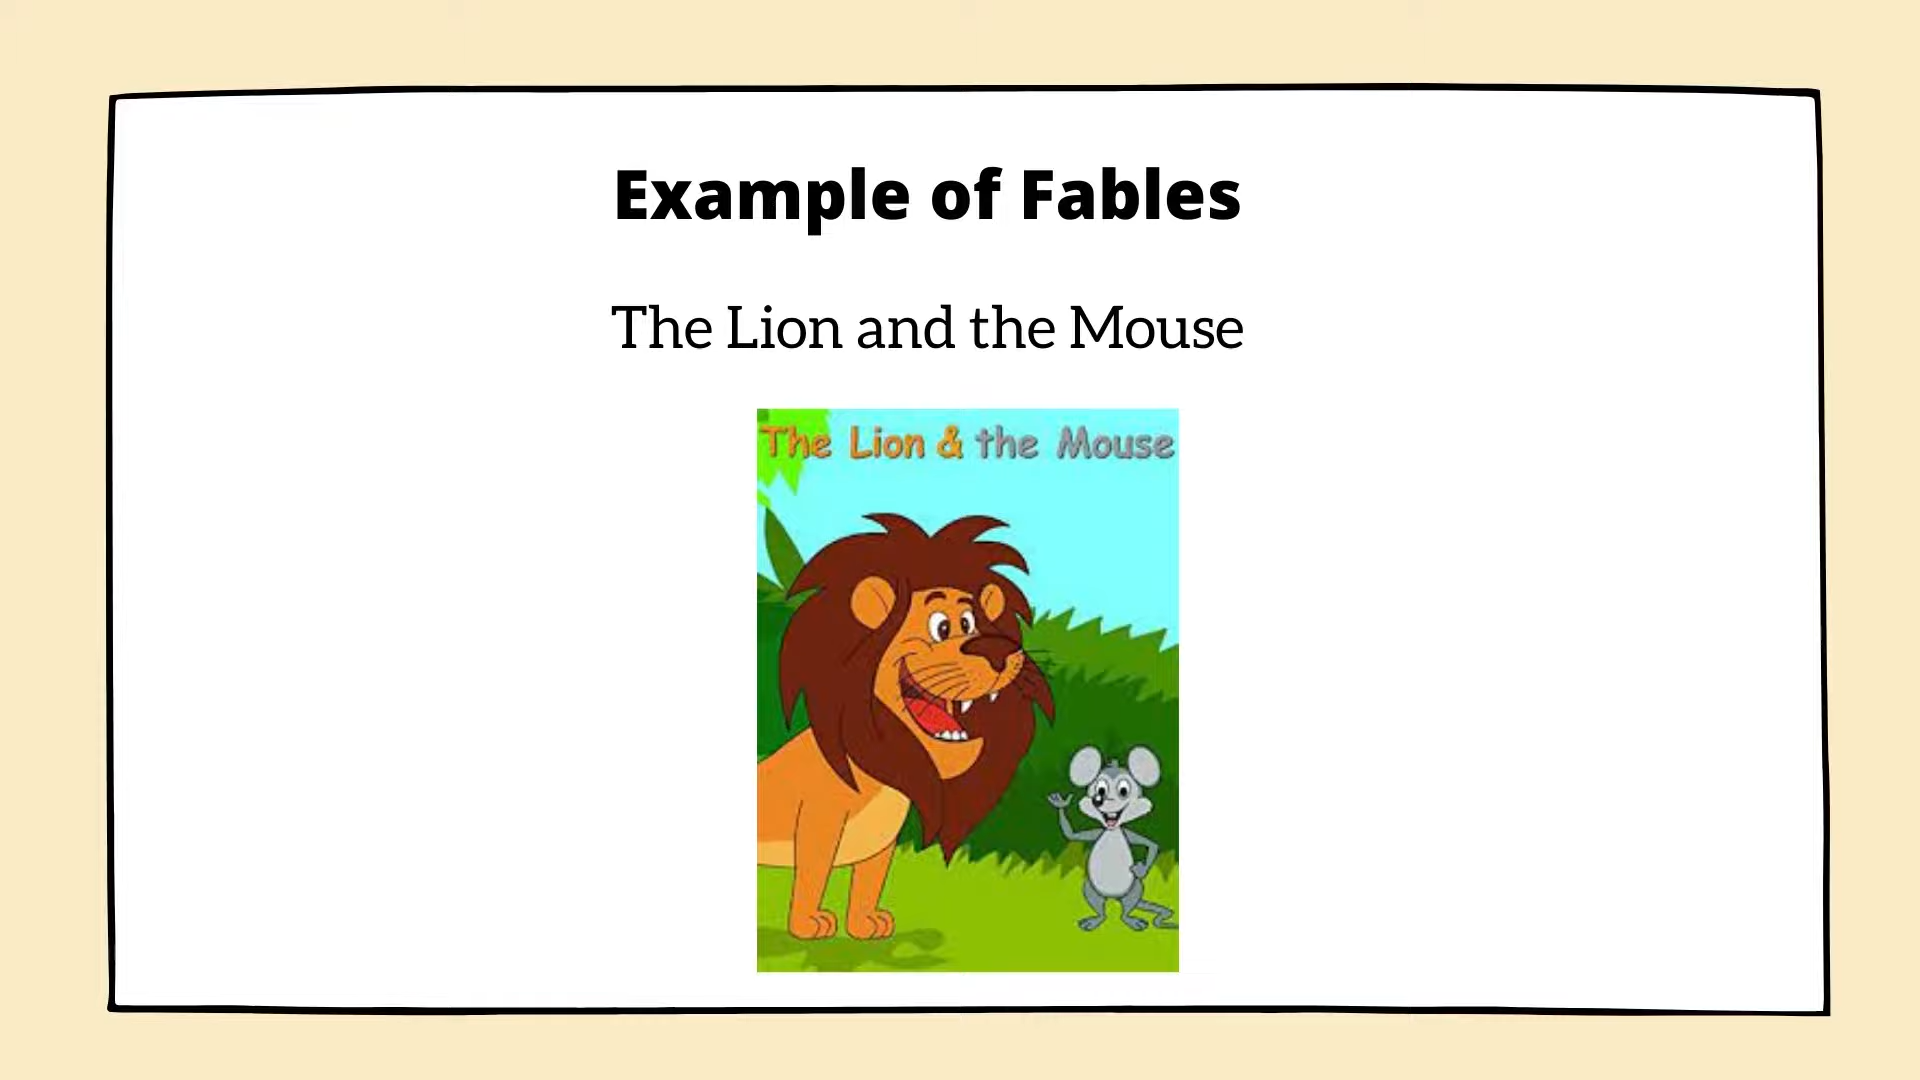 Example of Fables
The Lion and the Mouse
The Lion & the Mouse